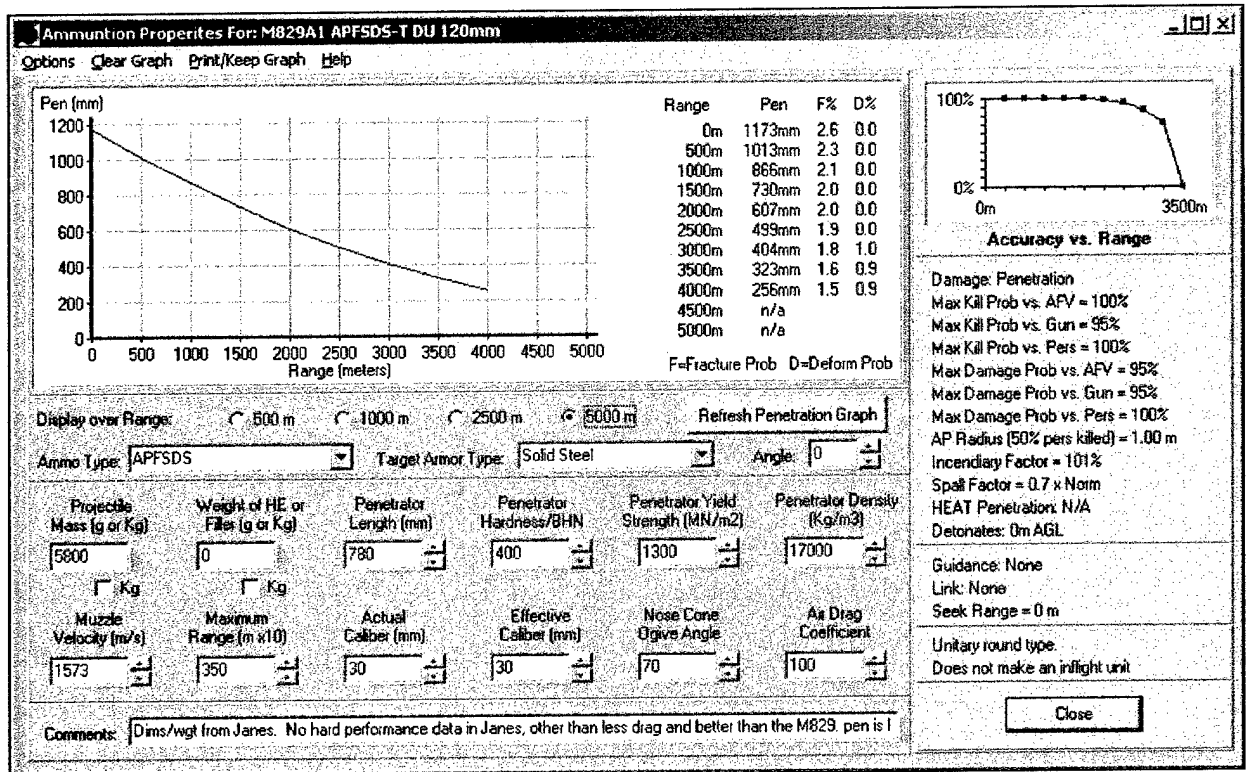 Ammuntion Properites For: M829A1 APFSDS-T DU 120mm
Options Clear Graph Print/Keep Graph Help
Pen (mm)
1200
1000
800
600
400
200
0
0 500 1000 1500 2000 2500 3000 3500 4000 4500 5000
Range (meters)
Range Pen F% D%
0m 1173mm 2.6 0.0
500m 1013mm 2.3 0.0
1000m 866mm 2.1 0.0
1500m 730mm 2.0 0.0
2000m 607mm 2.0 0.0
2500m 499mm 1.9 0.0
3000m 404mm 1.8 1.0
3500m 323mm 1.6 0.9
4000m 256mm 1.5 0.9
4500m n/a
5000m n/a
F=Fracture Prob D=Deform Prob
Display over Range: 500 m 1000 m 2500 m 5000 m Refresh Penetration Graph
Ammo Type: APFSDS Target Armor Type: Solid Steel Angle: 0
Projectile Mass (g or Kg)
5800
Kg
Weight of HE or Filler (g or Kg)
0
Kg
Penetrator Length (mm)
780
Penetrator Hardness/BHN
400
Penetrator Yield Strength (MN/m2)
1300
Penetrator Density (Kg/m3)
17000
Muzzle Velocity (m/s)
1573
Maximum Range (m x10)
350
Actual Caliber (mm)
30
Effective Caliber (mm)
30
Nose Cone Ogive Angle
70
Air Drag Coefficient
100
Comments: Dims/wgt from Janes. No hard performance data in Janes, other than less drag and better than the M829. pen is
100%
0%
0m 3500m
Accuracy vs. Range
Damage: Penetration
Max Kill Prob vs. AFV = 100%
Max Kill Prob vs. Gun = 95%
Max Kill Prob vs. Pers = 100%
Max Damage Prob vs. AFV = 95%
Max Damage Prob vs. Gun = 95%
Max Damage Prob vs. Pers = 100%
AP Radius (50% pers killed) = 1.00 m
Incendiary Factor = 101%
Spall Factor = 0.7 x Norm
HEAT Penetration: N/A
Detonates: 0m AGL
Guidance: None
Link: None
Seek Range = 0 m
Unitary round type.
Does not make an inflight unit
Close